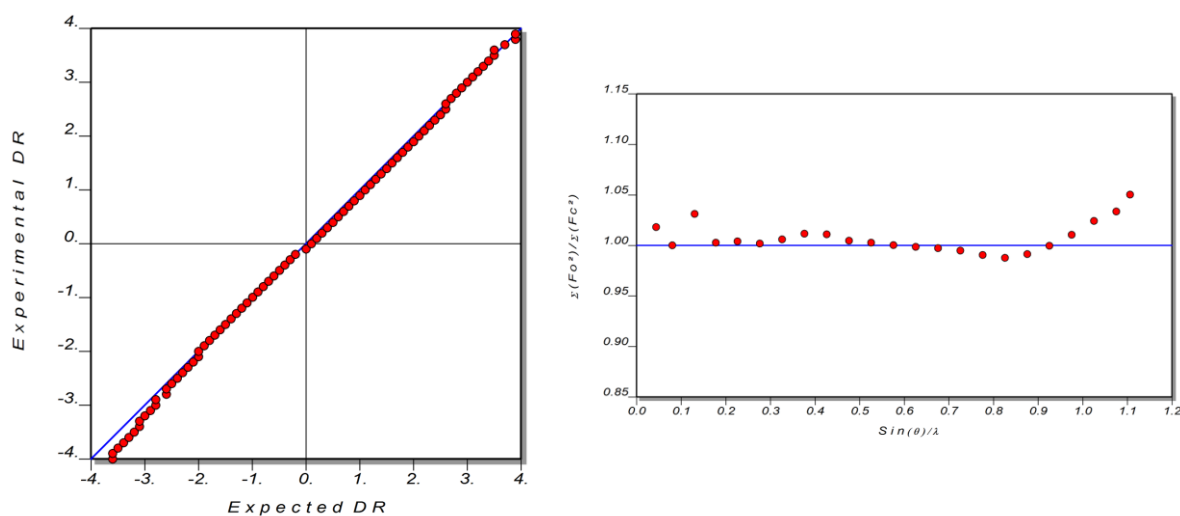 4.
3.
2.
1.
0.
-1.
-2.
-3.
-4.
Experimental DR
-4. -3. -2. -1. 0. 1. 2. 3. 4.
Expected DR
1.15
1.10
1.05
1.00
0.95
0.90
0.85
Σ(Fo²)/Σ(Fc²)
0.0 0.1 0.2 0.3 0.4 0.5 0.6 0.7 0.8 0.9 1.0 1.1 1.2
Sin(θ)/λ